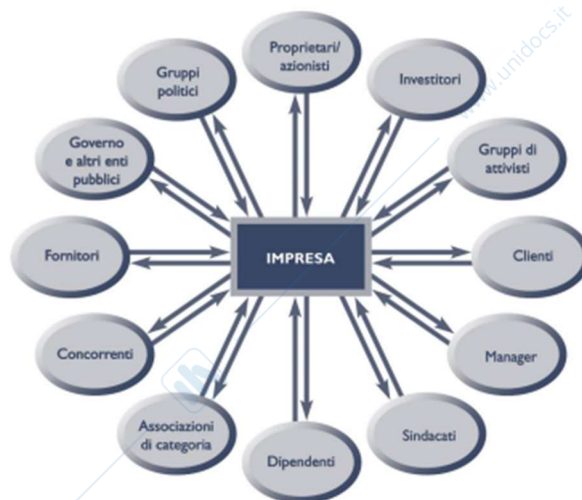 Proprietari/
azionisti
Gruppi
politici
Investitori
www.unidocs.it
Governo
e altri enti
pubblici
Gruppi di
attivisti
Fornitori
IMPRESA
Clienti
Concorrenti
Manager
Associazioni
di categoria
Sindacati
Dipendenti